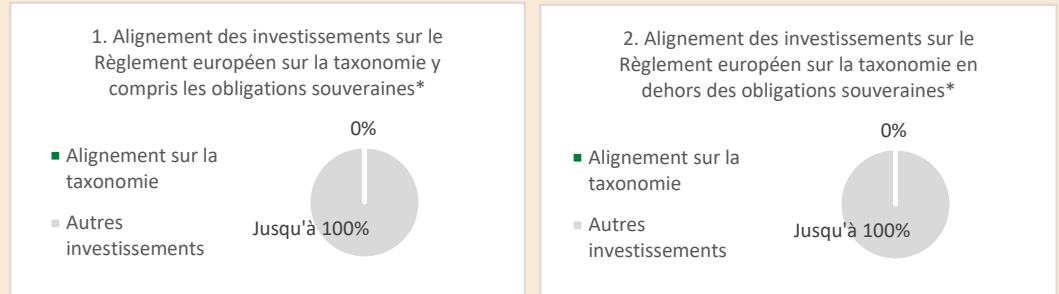 1. Alignement des investissements sur le
Règlement européen sur la taxonomie y
compris les obligations souveraines*
0%
Alignement sur la
taxonomie
Autres
investissements
Jusqu'à 100%
2. Alignement des investissements sur le
Règlement européen sur la taxonomie en
dehors des obligations souveraines*
0%
Alignement sur la
taxonomie
Autres
investissements
Jusqu'à 100%